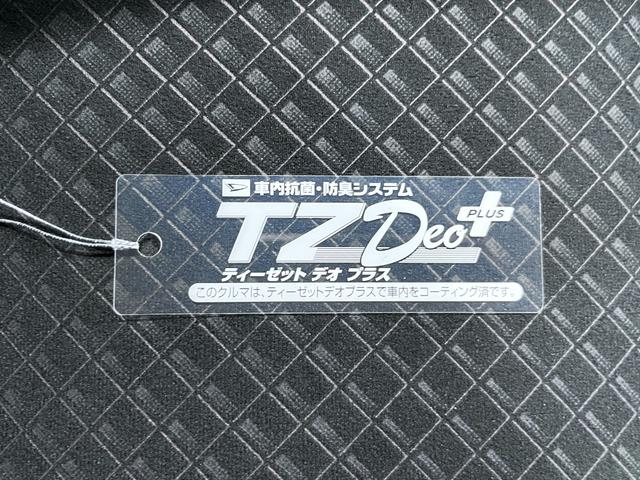 車内抗菌・防臭システム
TZ Deo PLUS
ティーゼット デオ プラス
このクルマは、ティーゼットデオプラスで車内をコーティング済です。